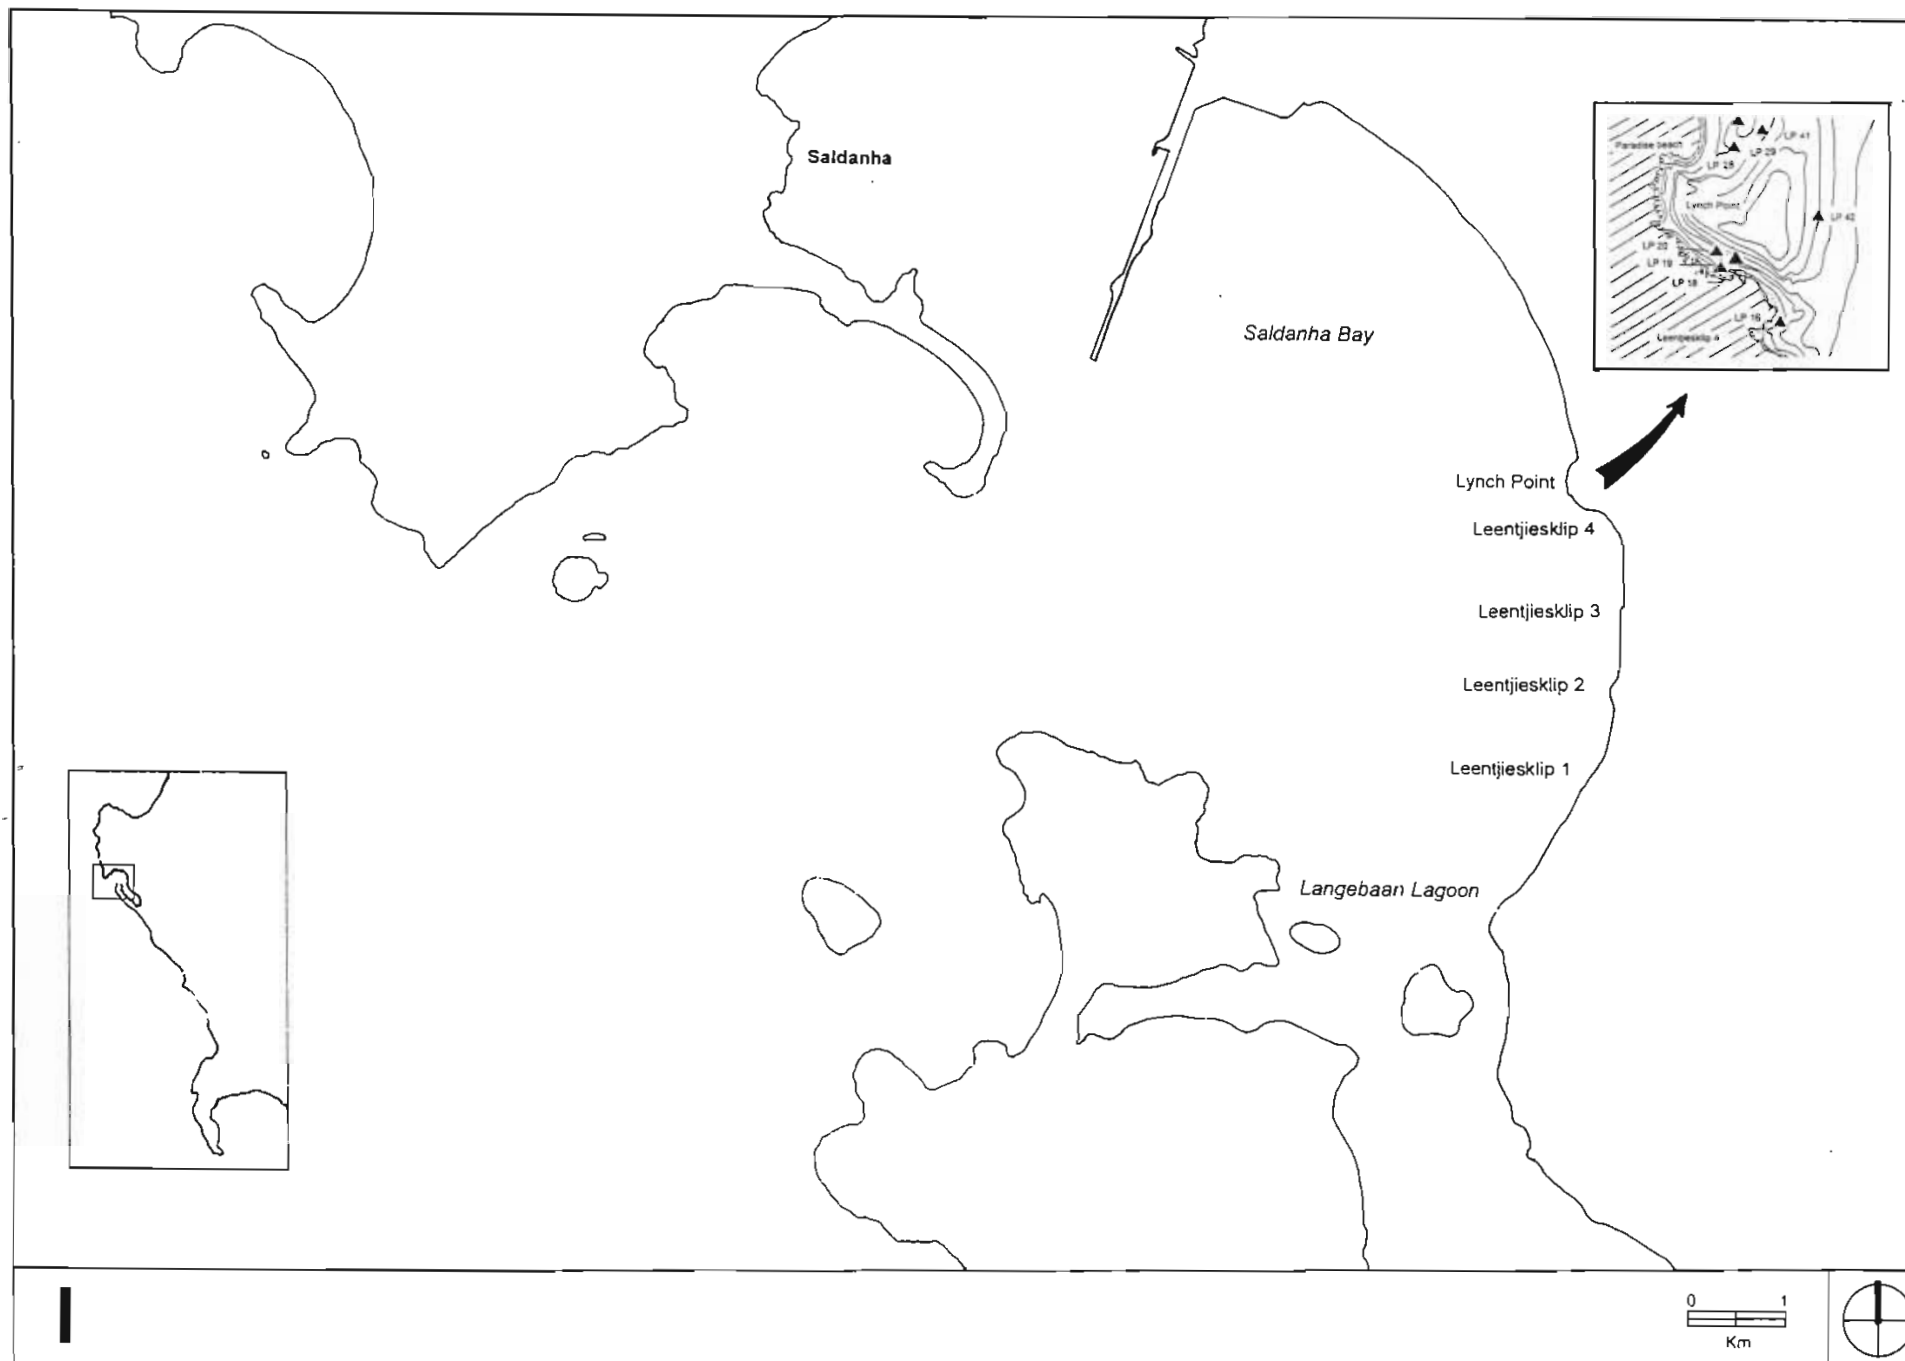 Saldanha
Paradise beach
LP 41
LP 29
LP 28
Lynch Point
LP 42
LP 20
LP 19
LP 18
LP 16
Leentjiesklip 4
Saldanha Bay
Lynch Point
Leentjiesklip 4
Leentjiesklip 3
Leentjiesklip 2
Leentjiesklip 1
Langebaan Lagoon
0 1
Km